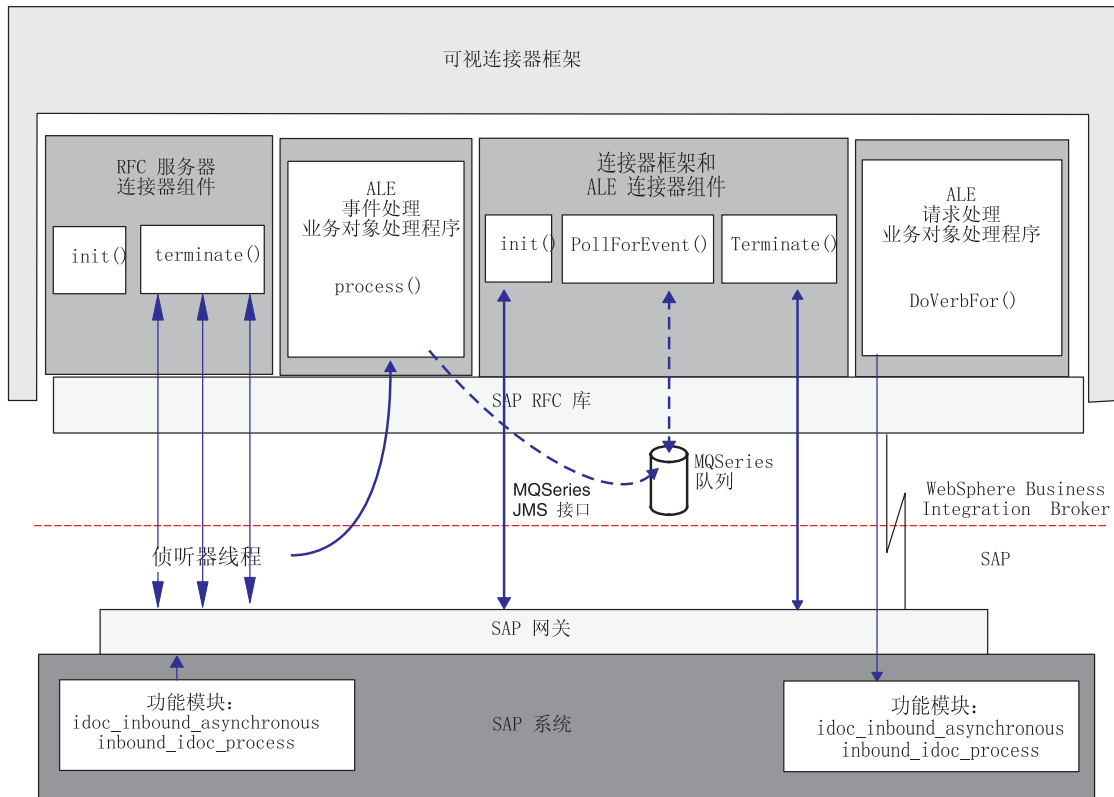 可视连接器框架
RFC 服务器
连接器组件
init()
terminate()
ALE
事件处理
业务对象处理程序
process()
连接器框架和
ALE 连接器组件
init()
PollForEvent()
Terminate()
ALE
请求处理
业务对象处理程序
DoVerbFor()
SAP RFC 库
MQSeries
队列
MQSeries
JMS 接口
WebSphere Business
Integration Broker
侦听器线程
SAP
SAP 网关
功能模块：
idoc_inbound_asynchronous
inbound_idoc_process
SAP 系统
功能模块：
idoc_inbound_asynchronous
inbound_idoc_process